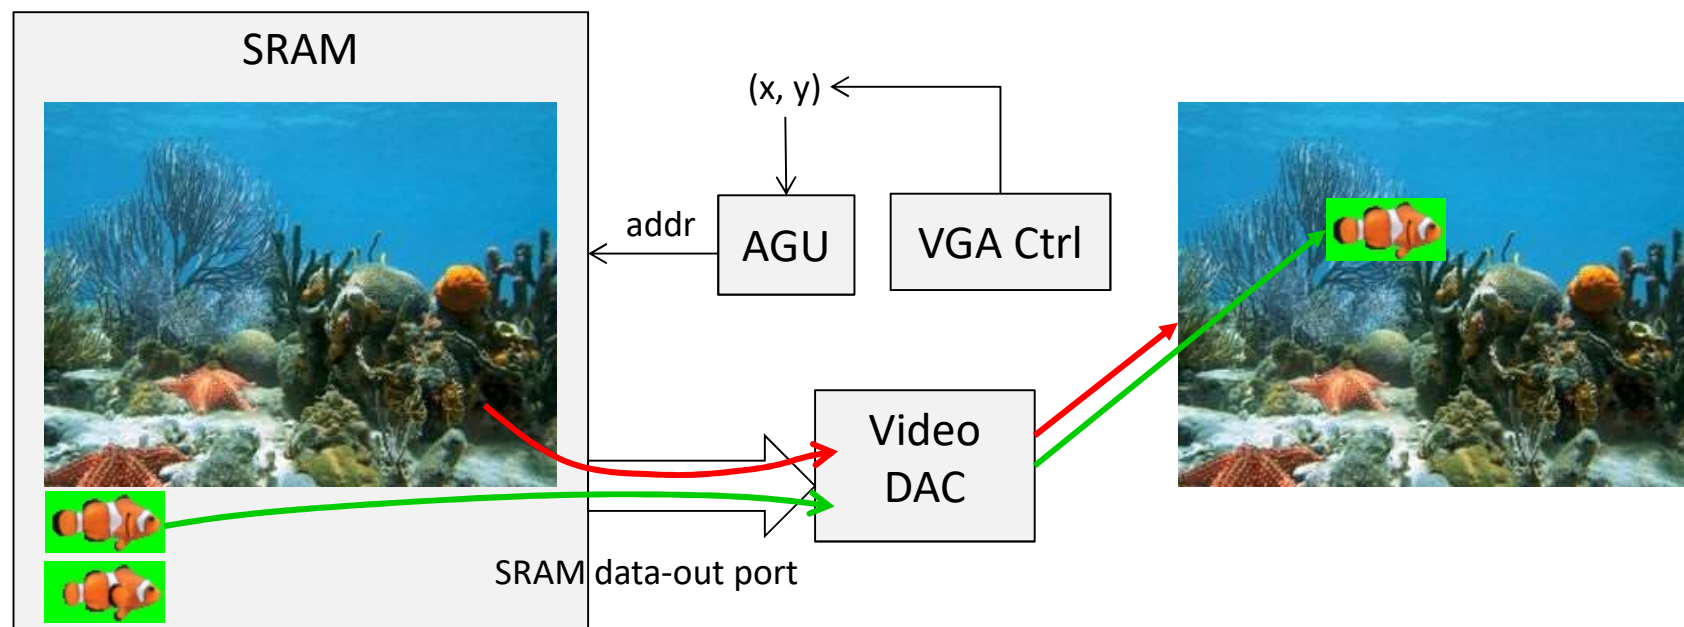 SRAM
(x, y)
addr
AGU
VGA Ctrl
Video
DAC
SRAM data-out port